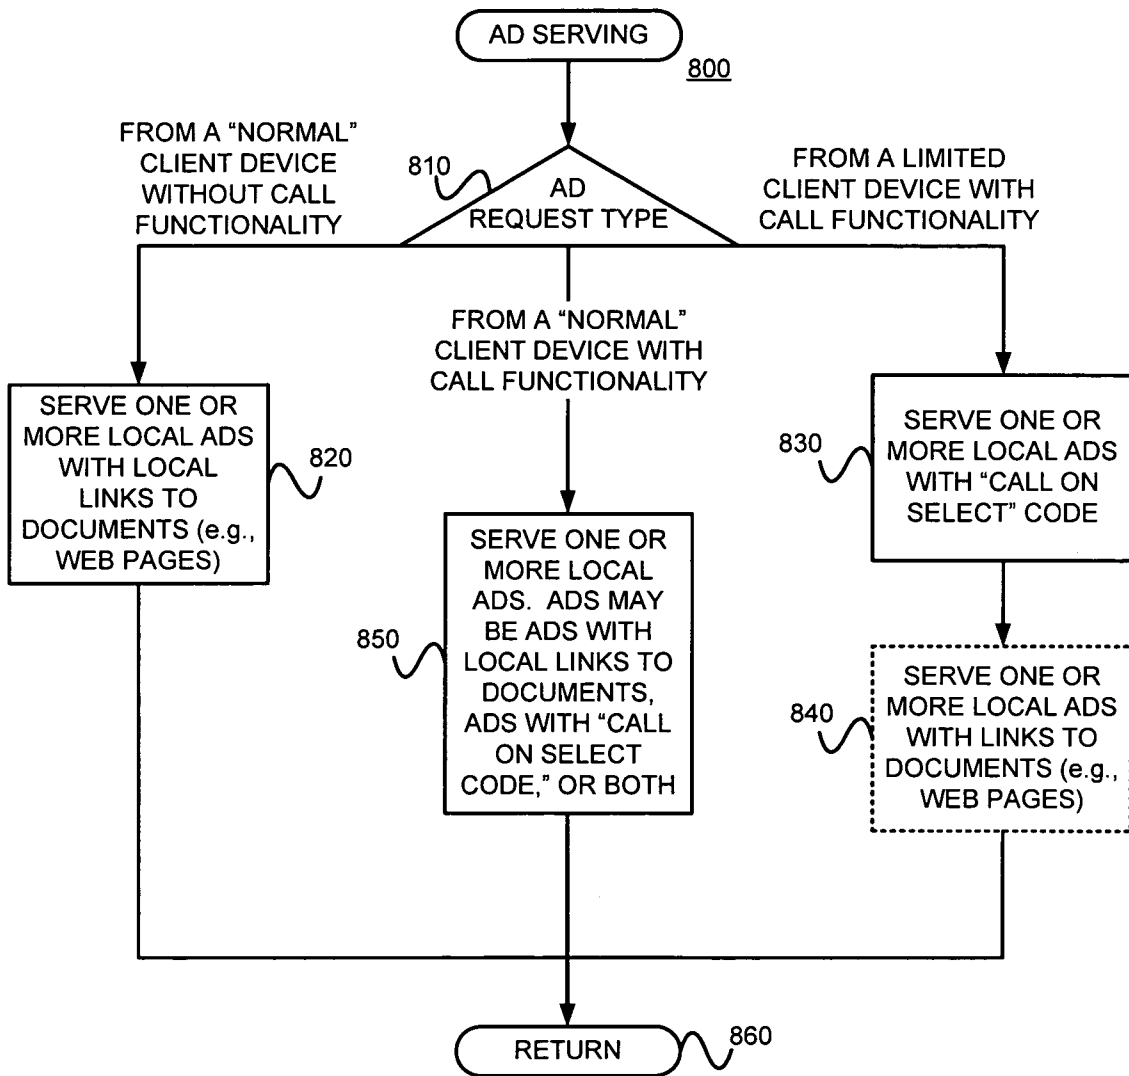 AD SERVING
800
FROM A “NORMAL”
CLIENT DEVICE
WITHOUT CALL
FUNCTIONALITY
810
AD
REQUEST TYPE
FROM A LIMITED
CLIENT DEVICE WITH
CALL FUNCTIONALITY
FROM A “NORMAL”
CLIENT DEVICE WITH
CALL FUNCTIONALITY
SERVE ONE OR
MORE LOCAL ADS
WITH LOCAL
LINKS TO
DOCUMENTS (e.g.,
WEB PAGES)
820
830
SERVE ONE OR
MORE LOCAL ADS
WITH “CALL ON
SELECT” CODE
850
SERVE ONE OR
MORE LOCAL
ADS. ADS MAY
BE ADS WITH
LOCAL LINKS TO
DOCUMENTS,
ADS WITH “CALL
ON SELECT
CODE,” OR BOTH
840
SERVE ONE OR
MORE LOCAL ADS
WITH LINKS TO
DOCUMENTS (e.g.,
WEB PAGES)
RETURN
860